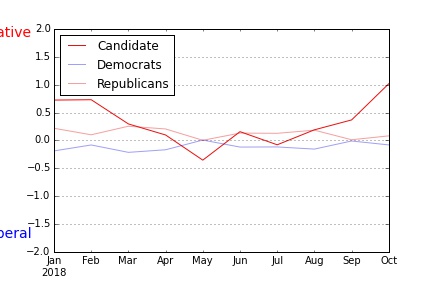 ative
2.0
Candidate
1.5
Democrats
1.0
Republicans
0.5
0.0
−0.5
−1.0
−1.5
beral
−2.0
Jan Feb Mar Apr May Jun Jul Aug Sep Oct
2018